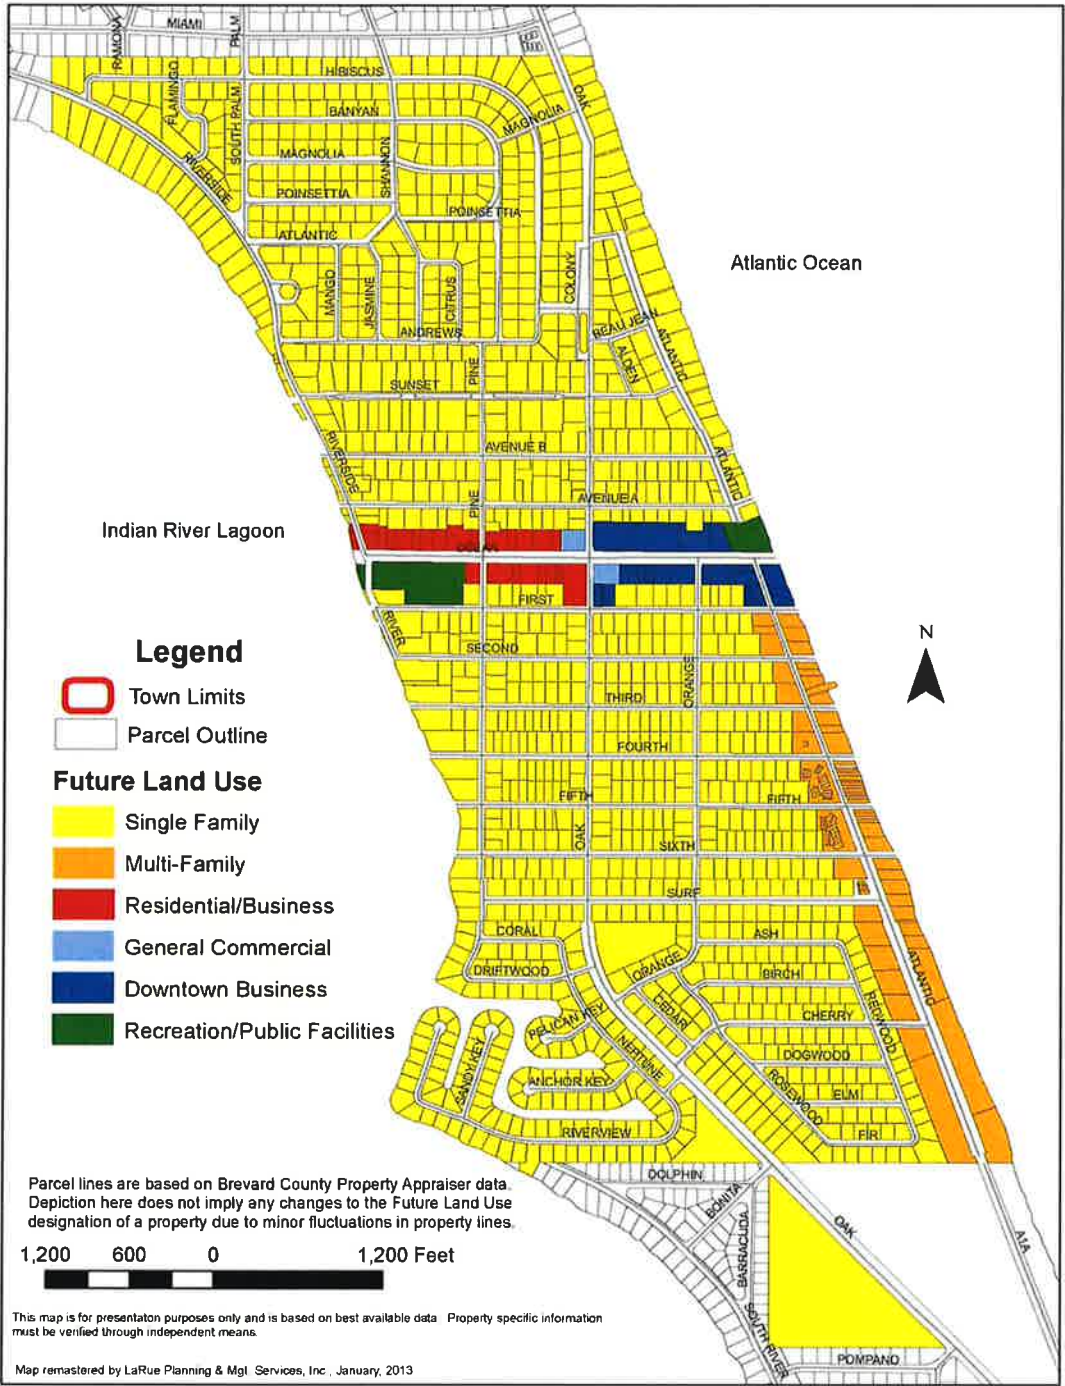 MIAMI
RAMONA
PALM
HIBISCUS
FLAMINGO
SOUTH PALM
BANYAN
OAK
MAGNOLIA
MAGNOLIA
SHANNON
RIVERSIDE
POINSETTIA
POINSETTIA
ATLANTIC
Atlantic Ocean
COLONY
MANGO
JASMINE
CITRUS
BEAU JEAN
ANDREWS
ATLANTIC
ALDEN
PINE
SUNSET
AVENUE B
RIVERSIDE
ATLANTIC
PINE
AVENUE A
Indian River Lagoon
OCEAN
FIRST
RIVER
N
SECOND
ORANGE
THIRD
FOURTH
FIFTH
FIFTH
OAK
SIXTH
SURF
CORAL
ASH
DRIFTWOOD
ORANGE
BIRCH
ATLANTIC
CEDAR
REDWOOD
PELICAN KEY
CHERRY
NEPTUNE
DOGWOOD
SANDY KEY
ANCHOR KEY
ROSEWOOD
ELM
RIVERVIEW
FIR
DOLPHIN
BONITA
OAK
BARRACUDA
A1A
SOUTH RIVER
POMPANO
Legend
Town Limits
Parcel Outline
Future Land Use
Single Family
Multi-Family
Residential/Business
General Commercial
Downtown Business
Recreation/Public Facilities
Parcel lines are based on Brevard County Property Appraiser data.
Depiction here does not imply any changes to the Future Land Use
designation of a property due to minor fluctuations in property lines.
1,200 600 0 1,200 Feet
This map is for presentaton purposes only and is based on best available data Property specific information
must be verified through independent means.
Map remastered by LaRue Planning & Mgl Services, Inc , January, 2013